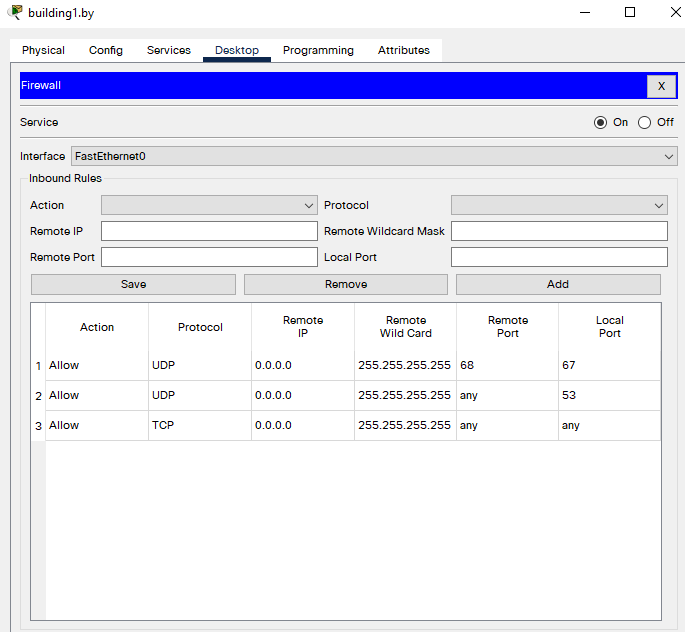 building1.by
Physical Config Services Desktop Programming Attributes
Firewall X
Service On Off
Interface FastEthernet0
Inbound Rules
Action Protocol
Remote IP Remote Wildcard Mask
Remote Port Local Port
Save Remove Add
Action Protocol Remote IP Remote Wild Card Remote Port Local Port
1 Allow UDP 0.0.0.0 255.255.255.255 68 67
2 Allow UDP 0.0.0.0 255.255.255.255 any 53
3 Allow TCP 0.0.0.0 255.255.255.255 any any